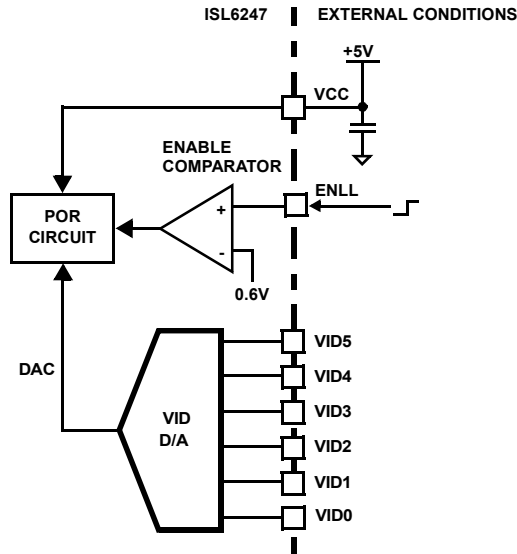 ISL6247
EXTERNAL CONDITIONS
+5V
VCC
ENABLE
COMPARATOR
ENLL
POR
CIRCUIT
+
-
0.6V
VID5
DAC
VID4
VID3
VID
D/A
VID2
VID1
VID0